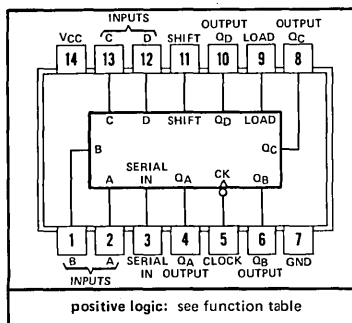 INPUTS OUTPUT OUTPUT
VCC C D SHIFT QD LOAD QC
14 13 12 11 10 9 8
C D SHIFT QD LOAD
B QC
SERIAL
A IN QA CK QB
1 2 3 4 5 6 7
B A SERIAL QA CLOCK QB GND
INPUTS IN OUTPUT OUTPUT
positive logic: see function table